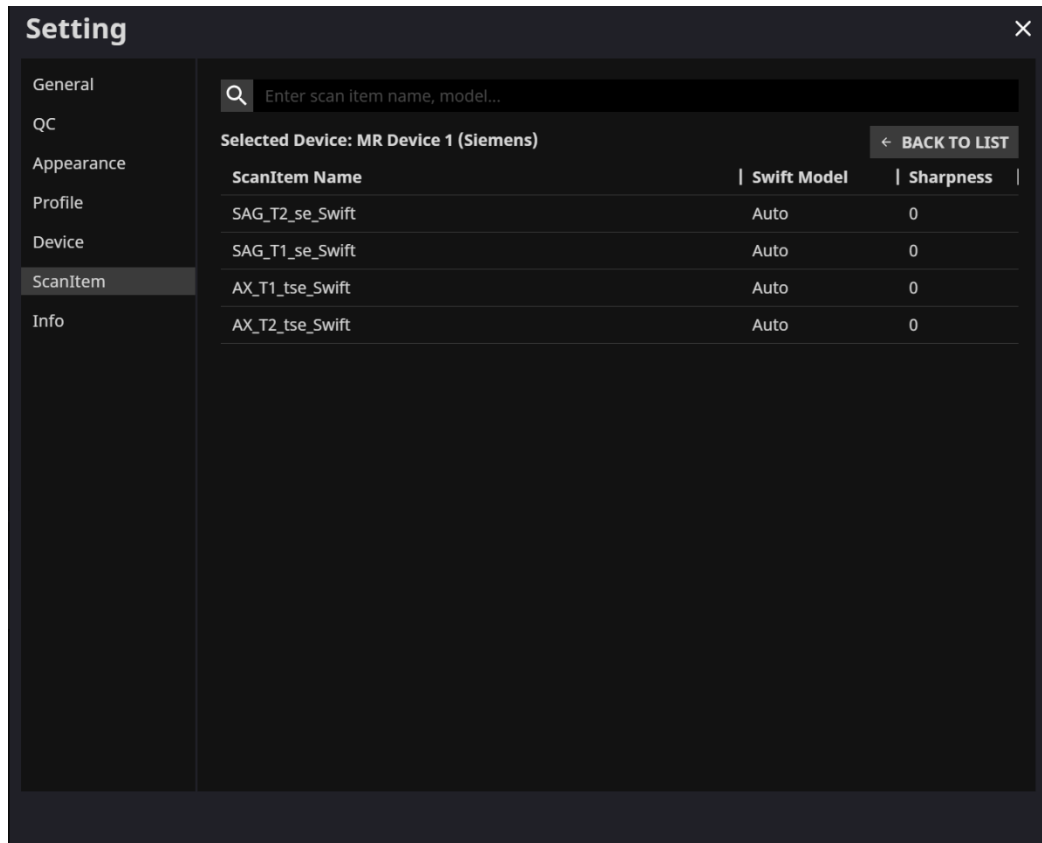 Setting
General
QC
Appearance
Profile
Device
ScanItem
Info
Enter scan item name, model...
Selected Device: MR Device 1 (Siemens)
← BACK TO LIST
ScanItem Name | Swift Model | Sharpness |
SAG_T2_se_Swift Auto 0
SAG_T1_se_Swift Auto 0
AX_T1_tse_Swift Auto 0
AX_T2_tse_Swift Auto 0